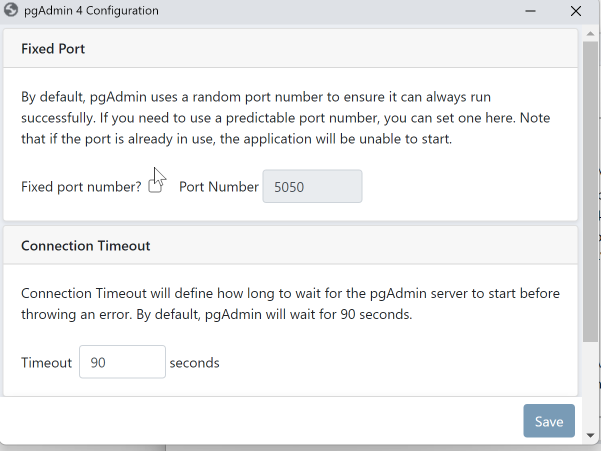 pgAdmin 4 Configuration
Fixed Port
By default, pgAdmin uses a random port number to ensure it can always run
successfully. If you need to use a predictable port number, you can set one here. Note
that if the port is already in use, the application will be unable to start.
Fixed port number? Port Number 5050
Connection Timeout
Connection Timeout will define how long to wait for the pgAdmin server to start before
throwing an error. By default, pgAdmin will wait for 90 seconds.
Timeout 90 seconds
Save